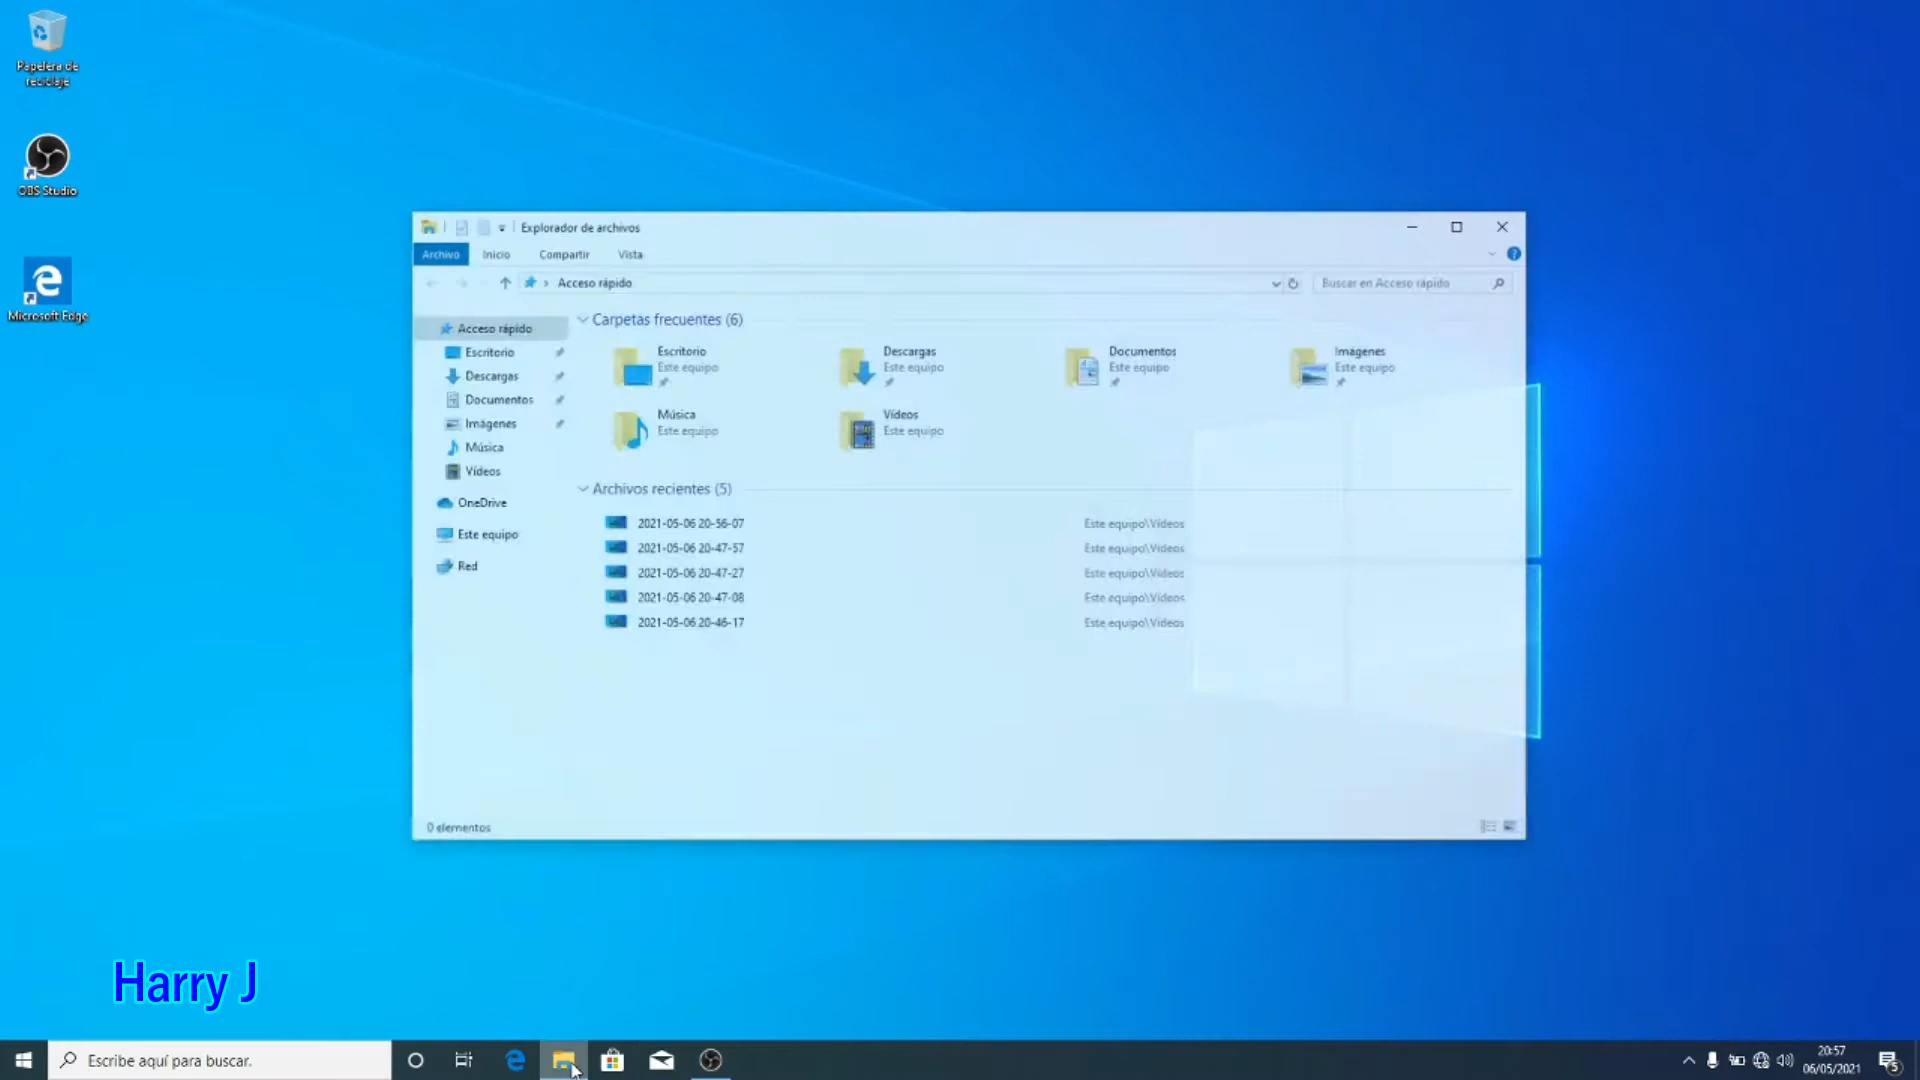 Papelera de
reciclaje
OBS Studio
Microsoft Edge
Explorador de archivos
Archivo
Inicio
Compartir
Vista
Acceso rápido
Buscar en Acceso rápido
Acceso rápido
Escritorio
Descargas
Documentos
Imágenes
Música
Vídeos
OneDrive
Este equipo
Red
Carpetas frecuentes (6)
Escritorio
Este equipo
Descargas
Este equipo
Documentos
Este equipo
Imágenes
Este equipo
Música
Este equipo
Vídeos
Este equipo
Archivos recientes (5)
2021-05-06 20-56-07 Este equipo\Vídeos
2021-05-06 20-47-57 Este equipo\Vídeos
2021-05-06 20-47-27 Este equipo\Vídeos
2021-05-06 20-47-08 Este equipo\Vídeos
2021-05-06 20-46-17 Este equipo\Vídeos
0 elementos
Harry J
Escribe aquí para buscar.
20:57
06/05/2021
5